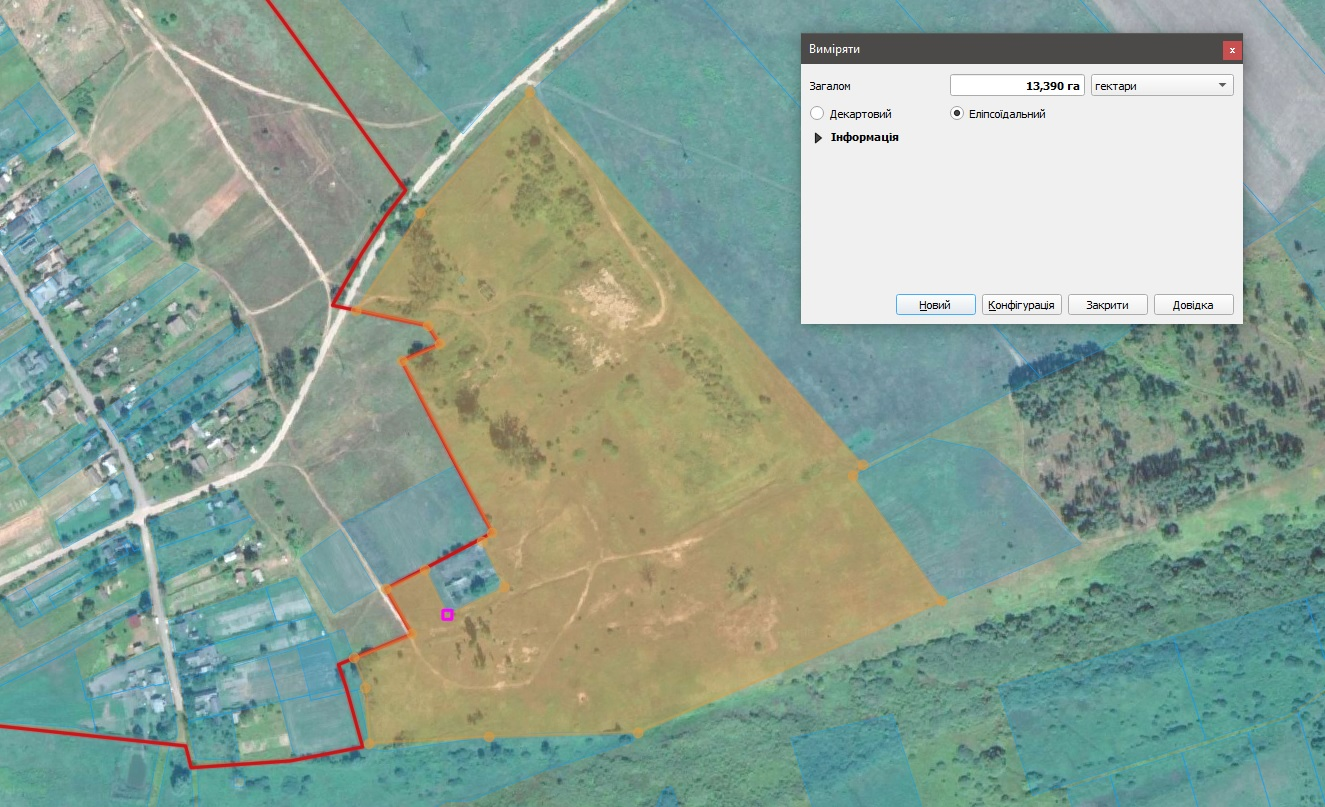 Виміряти
x
Загалом 13,390 га гектари
Декартовий Еліпсоїдальний
Інформація
Новий Конфігурація Закрити Довідка